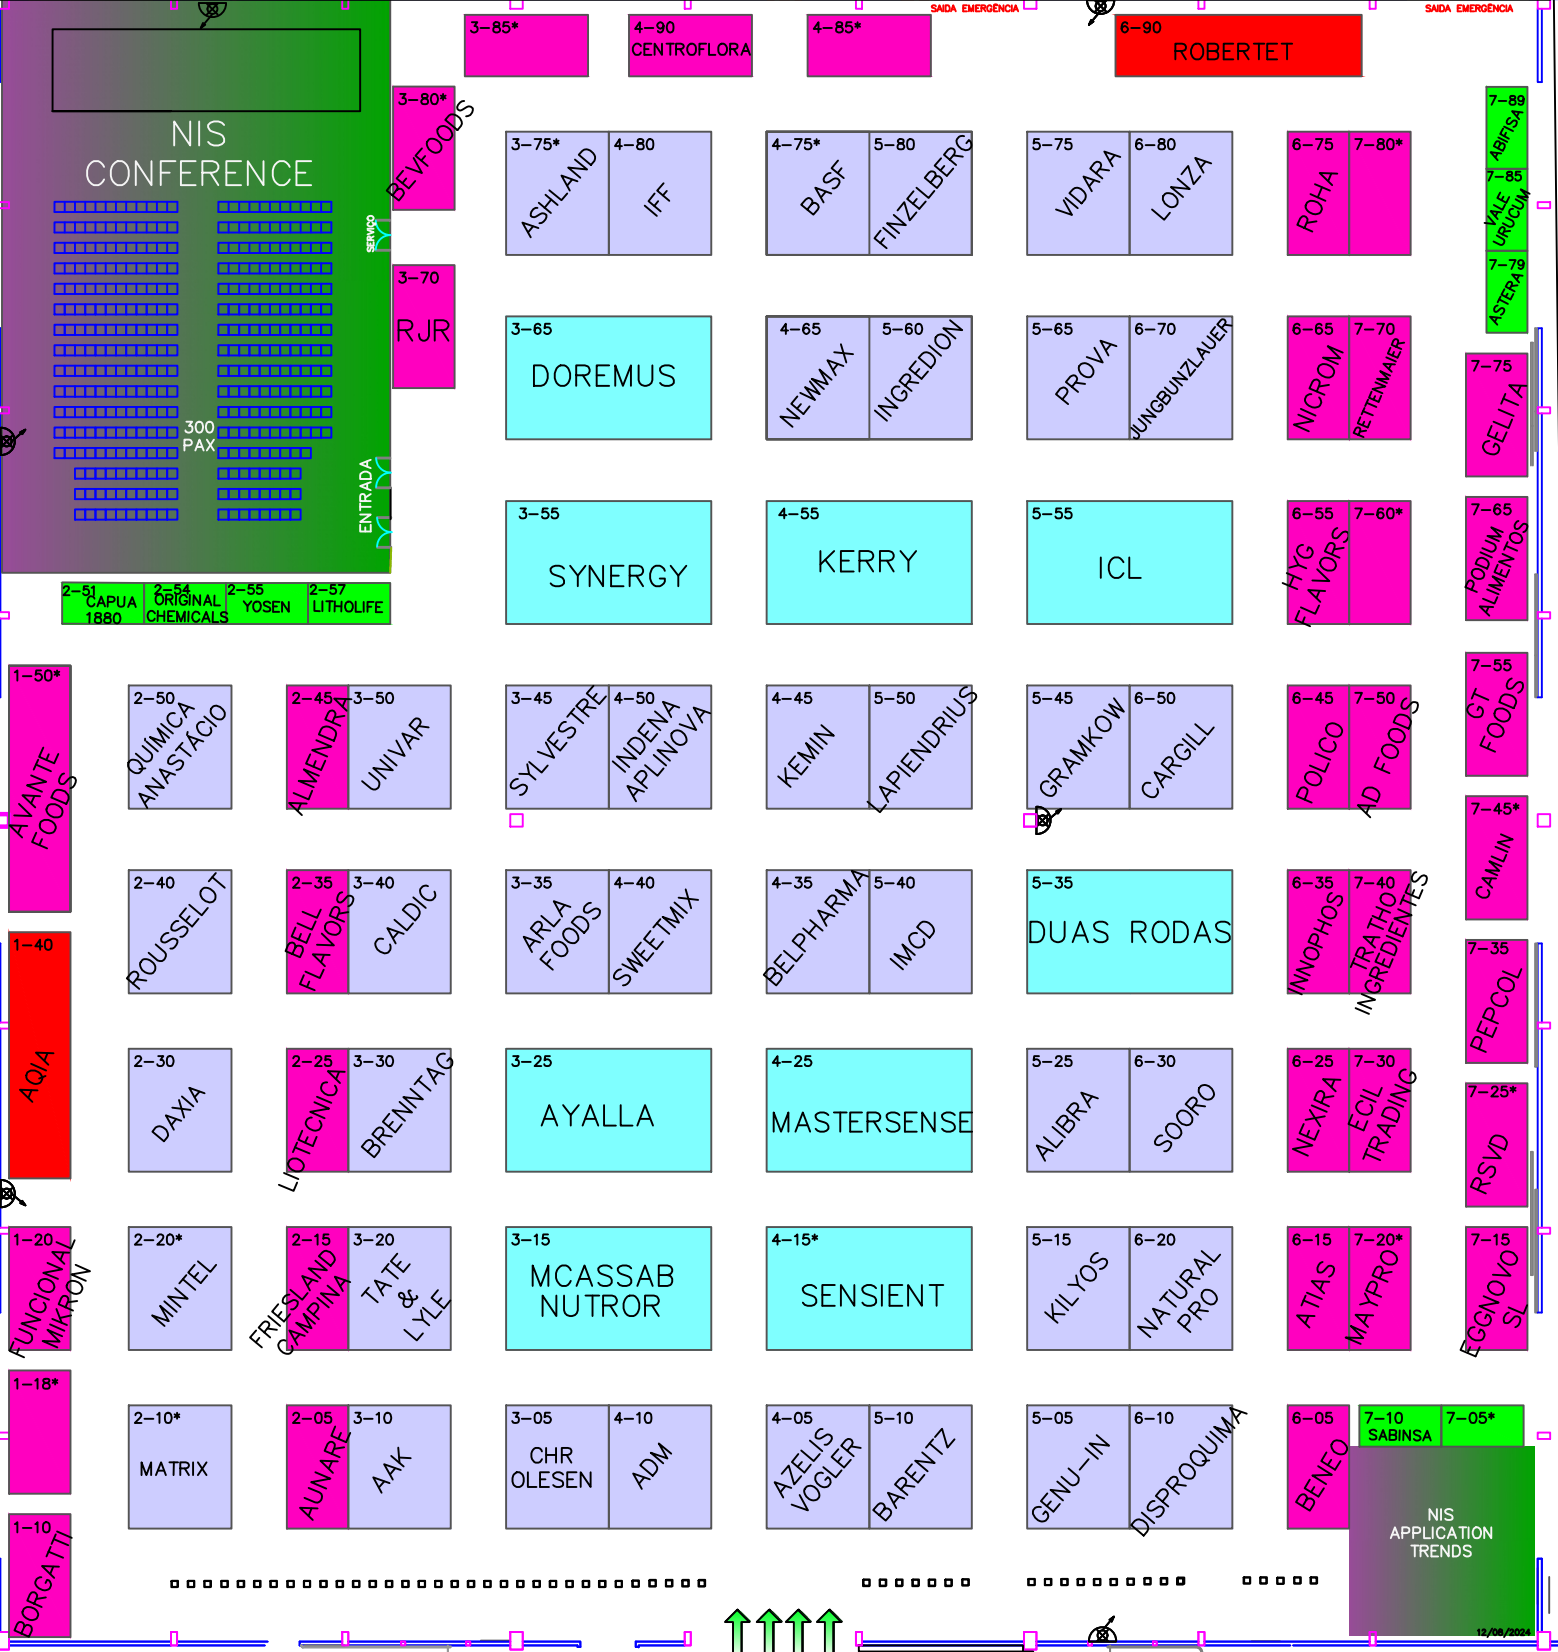 SAIDA EMERGÊNCIA
SAIDA EMERGÊNCIA
3-85*
4-90
CENTROFLORA
4-85*
6-90
ROBERTET
NIS
CONFERENCE
SERVIÇO
300
PAX
ENTRADA
3-80*
BEVFOODS
3-70
RJR
3-75*
ASHLAND
4-80
IFF
4-75*
BASF
5-80
FINZELBERG
5-75
VIDARA
6-80
LONZA
6-75
ROHA
7-80*
7-89
ABIFISA
7-85
VALE
URUCUM
7-79
ASTERA
3-65
DOREMUS
4-65
NEWMAX
5-60
INGREDION
5-65
PROVA
6-70
JUNGBUNZLAUER
6-65
NICROM
7-70
RETTENMAIER
7-75
GELITA
3-55
SYNERGY
4-55
KERRY
5-55
ICL
6-55
HYG
FLAVORS
7-60*
7-65
PODIUM
ALIMENTOS
2-51
CAPUA
1880
2-54
ORIGINAL
CHEMICALS
2-55
YOSEN
2-57
LITHOLIFE
1-50*
AVANTE
FOODS
2-50
QUÍMICA
ANASTÁCIO
2-45
ALMENDRA
3-50
UNIVAR
3-45
SYLVESTRE
4-50
INDENA
APLINOVA
4-45
KEMIN
5-50
LAPIENDRIUS
5-45
GRAMKOW
6-50
CARGILL
6-45
POLICO
7-50
AD FOODS
7-55
GT
FOODS
7-45*
CAMLIN
1-40
AQIA
2-40
ROUSSELOT
2-35
BELL
FLAVORS
3-40
CALDIC
3-35
ARLA
FOODS
4-40
SWEETMIX
4-35
BELPHARMA
5-40
IMCD
5-35
DUAS RODAS
6-35
INNOPHOS
7-40
TRATHO
INGREDIENTES
7-35
PEPCOL
2-30
DAXIA
2-25
LIOTECNICA
3-30
BRENNTAG
3-25
AYALLA
4-25
MASTERSENSE
5-25
ALIBRA
6-30
SOORO
6-25
NEXIRA
7-30
ECIL
TRADING
7-25*
RSVD
1-20
FUNCIONAL
MIKRON
2-20*
MINTEL
2-15
FRIESLAND
CAMPINA
3-20
TATE
&
LYLE
3-15
MCASSAB
NUTROR
4-15*
SENSIENT
5-15
KILYOS
6-20
NATURAL
PRO
6-15
ATIAS
7-20*
MAYPRO
7-15
EGGNOVO
SL
1-18*
2-10*
MATRIX
2-05
AUNARE
3-10
AAK
3-05
CHR
OLESEN
4-10
ADM
4-05
AZELIS
VOGLER
5-10
BARENTZ
5-05
GENU-IN
6-10
DISPROQUIMA
6-05
BENEO
7-10
SABINSA
7-05*
1-10
BORGATTI
NIS
APPLICATION
TRENDS
12/08/2024